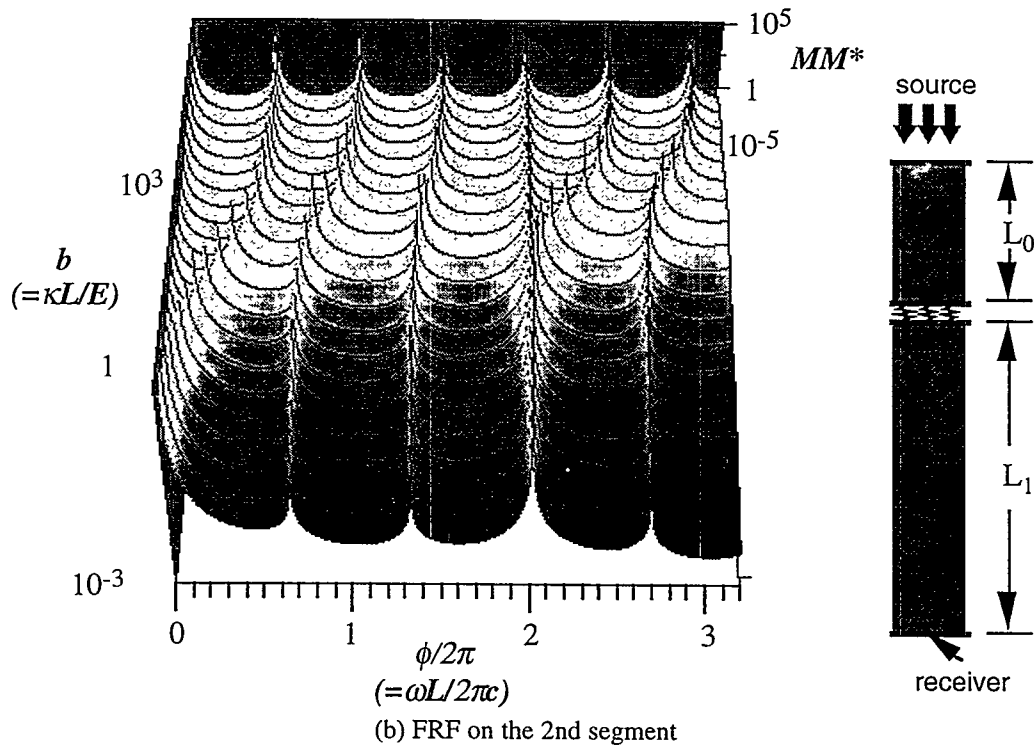 10^5
MM*
1
10^-5
source
10^3
L_0
b
(=κL/E)
1
L_1
10^-3
0
1
2
3
ϕ/2π
(=ωL/2πc)
receiver
(b) FRF on the 2nd segment